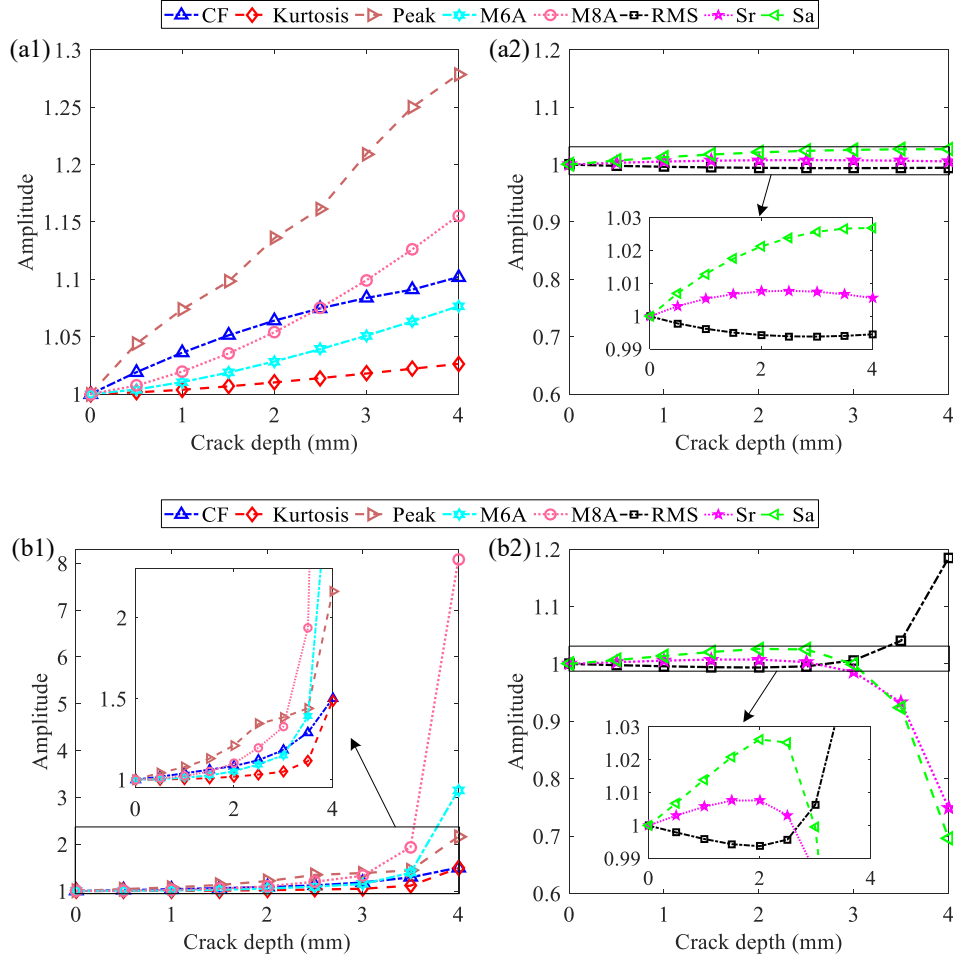 CF Kurtosis Peak M6A M8A RMS Sr Sa
(a1)
1.3
1.25
1.2
1.15
1.1
1.05
1
Amplitude
0 1 2 3 4
Crack depth (mm)
(a2)
1.2
1.1
1.0
0.9
0.8
0.7
0.6
Amplitude
1.03
1.02
1.01
1
0.99
0 2 4
0 1 2 3 4
Crack depth (mm)
CF Kurtosis Peak M6A M8A RMS Sr Sa
(b1)
8
7
6
5
4
3
2
1
Amplitude
2
1.5
1
0 2 4
0 1 2 3 4
Crack depth (mm)
(b2)
1.2
1.1
1.0
0.9
0.8
0.7
0.6
Amplitude
1.03
1.02
1.01
1
0.99
0 2 4
0 1 2 3 4
Crack depth (mm)